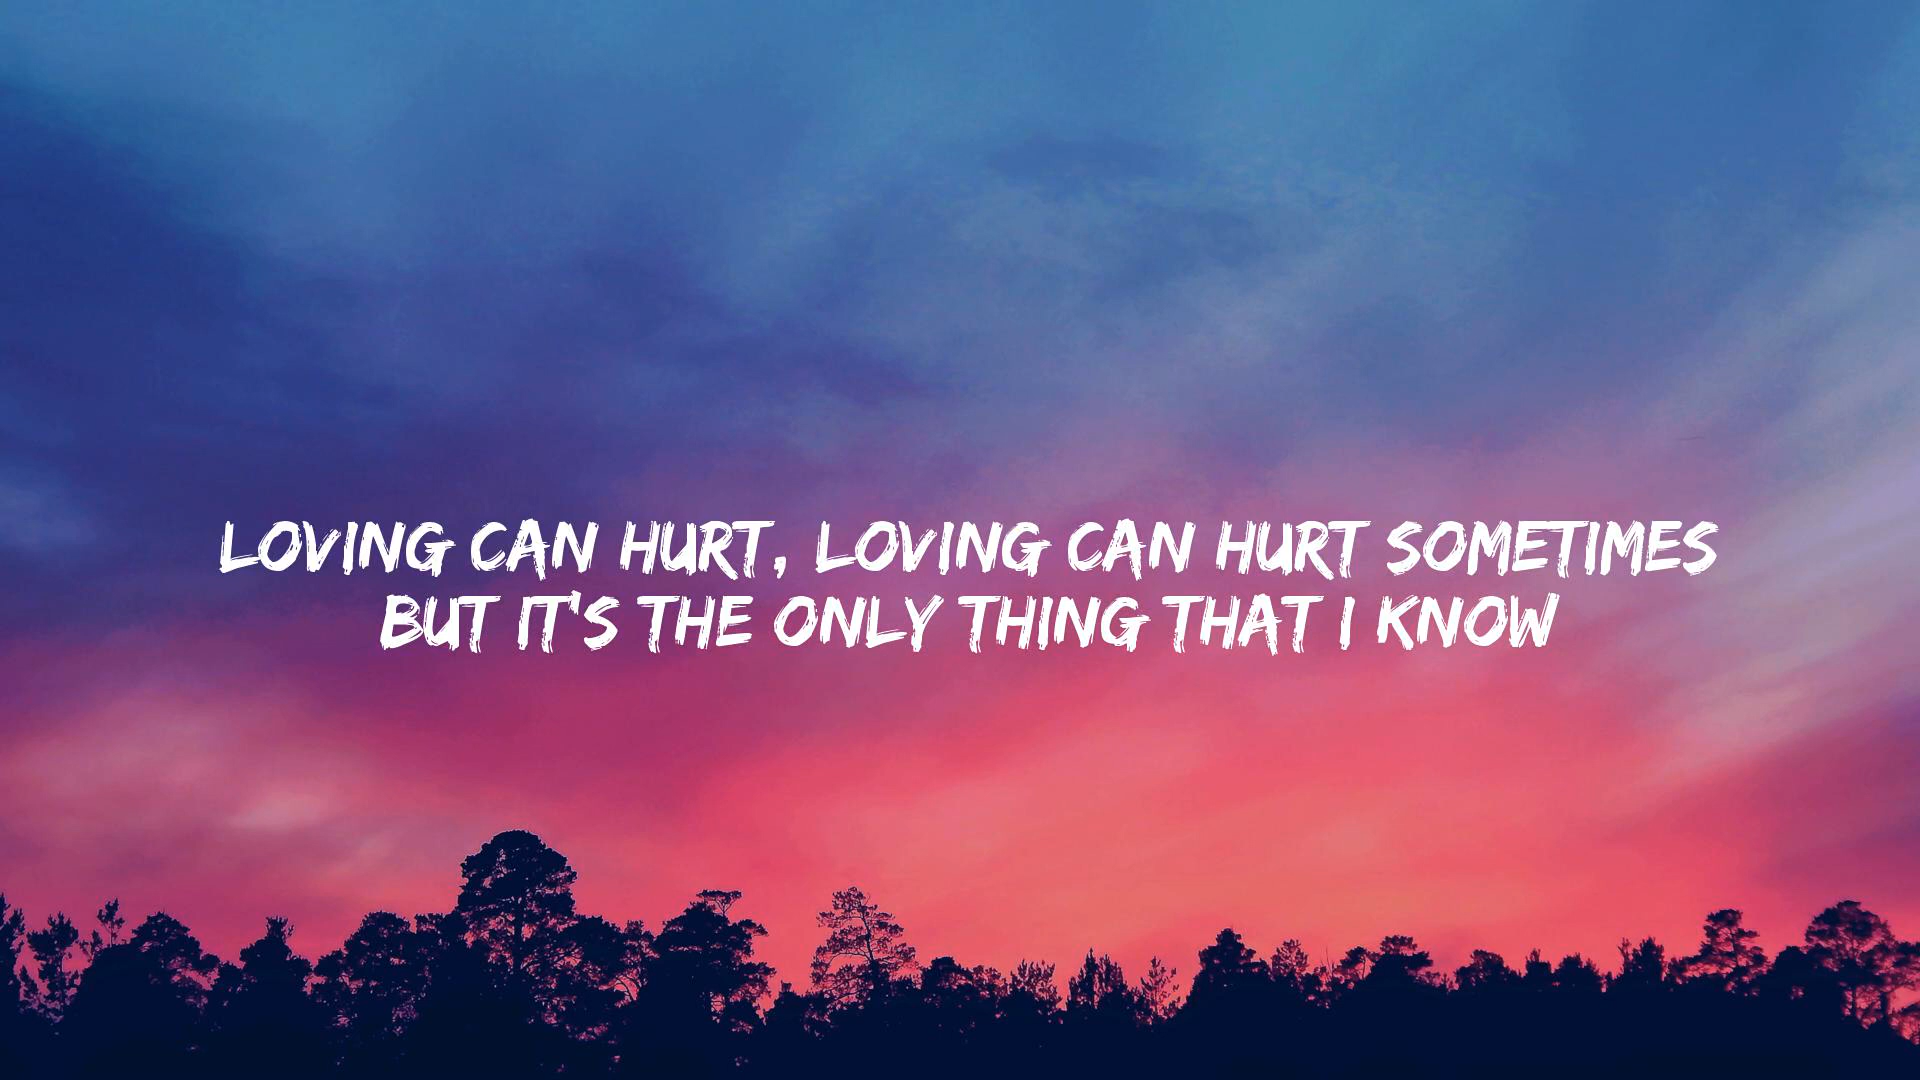 LOVING CAN HURT, LOVING CAN HURT SOMETIMES
BUT IT'S THE ONLY THING THAT I KNOW